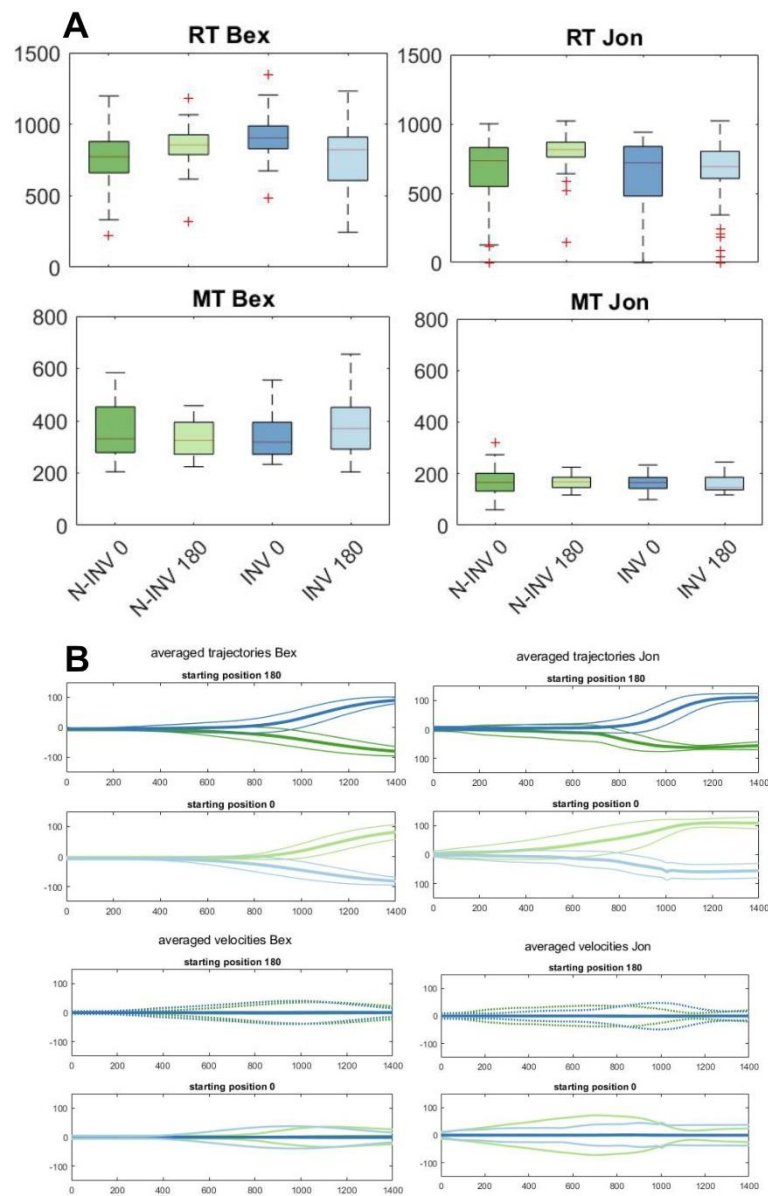 A
RT Bex
RT Jon
1500
1000
500
0
1500
1000
500
0
MT Bex
MT Jon
800
600
400
200
0
800
600
400
200
0
N-INV 0
N-INV 180
INV 0
INV 180
N-INV 0
N-INV 180
INV 0
INV 180
B
averaged trajectories Bex
averaged trajectories Jon
starting position 180
starting position 180
100
0
-100
0 200 400 600 800 1000 1200 1400
100
0
-100
0 200 400 600 800 1000 1200 1400
starting position 0
starting position 0
100
0
-100
0 200 400 600 800 1000 1200 1400
100
0
-100
0 200 400 600 800 1000 1200 1400
averaged velocities Bex
averaged velocities Jon
starting position 180
starting position 180
100
0
-100
0 200 400 600 800 1000 1200 1400
100
0
-100
0 200 400 600 800 1000 1200 1400
starting position 0
starting position 0
100
0
-100
0 200 400 600 800 1000 1200 1400
100
0
-100
0 200 400 600 800 1000 1200 1400